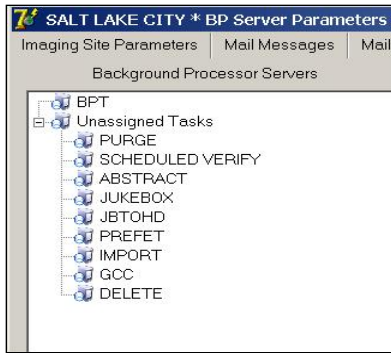 SALT LAKE CITY * BP Server Parameters
Imaging Site Parameters Mail Messages Mail
Background Processor Servers
BPT
Unassigned Tasks
PURGE
SCHEDULED VERIFY
ABSTRACT
JUKEBOX
JBTOHD
PREFET
IMPORT
GCC
DELETE